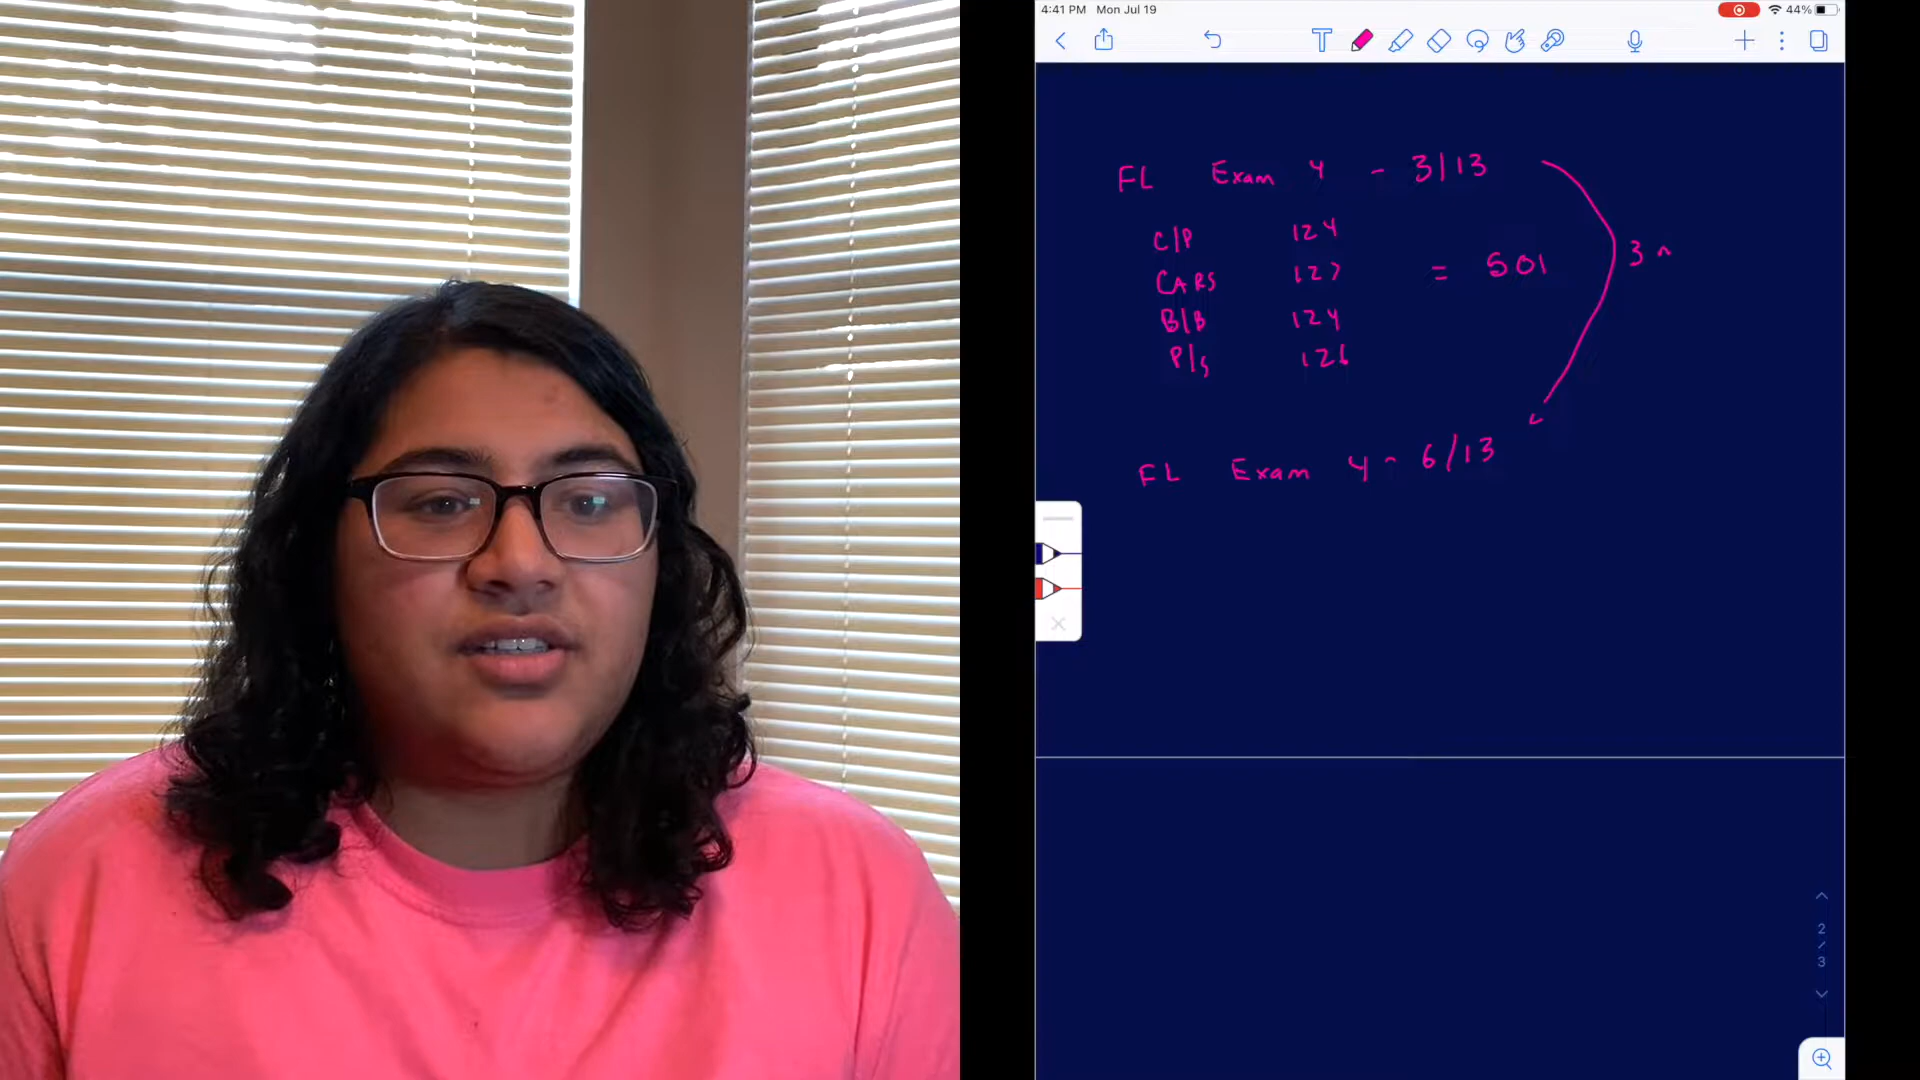 4:41 PM Mon Jul 19 44%
FL Exam 4 - 3/13
C/P 124
CARS 127 = 501 3 m
B/B 124
P/S 126
FL Exam 4 - 6/13
2
/
3